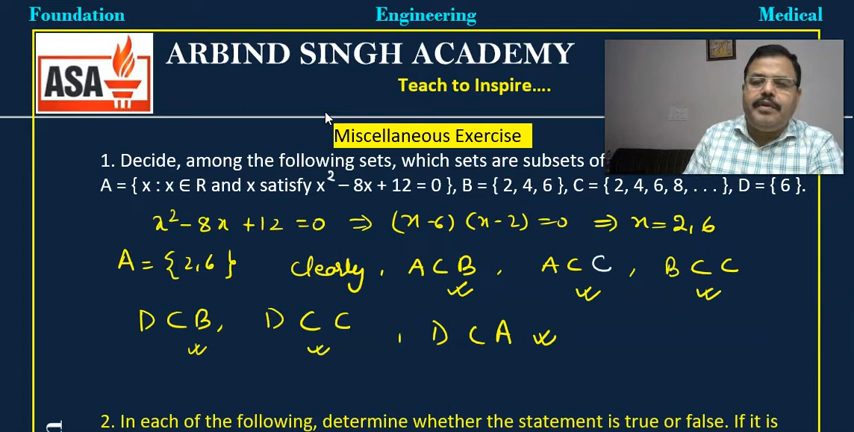 Foundation Engineering Medical
ASA
ARBIND SINGH ACADEMY
Teach to Inspire....
Miscellaneous Exercise
1. Decide, among the following sets, which sets are subsets of
A = { x : x ∈ R and x satisfy x² – 8x + 12 = 0 }, B = { 2, 4, 6 }, C = { 2, 4, 6, 8, . . . }, D = { 6 }.
x² - 8x + 12 = 0 ⇒ (x-6) (x-2) = 0 ⇒ x = 2, 6
A = {2, 6} Clearly, A ⊂ B, A ⊂ C, B ⊂ C
D ⊂ B, D ⊂ C, D ⊂ A
2. In each of the following, determine whether the statement is true or false. If it is